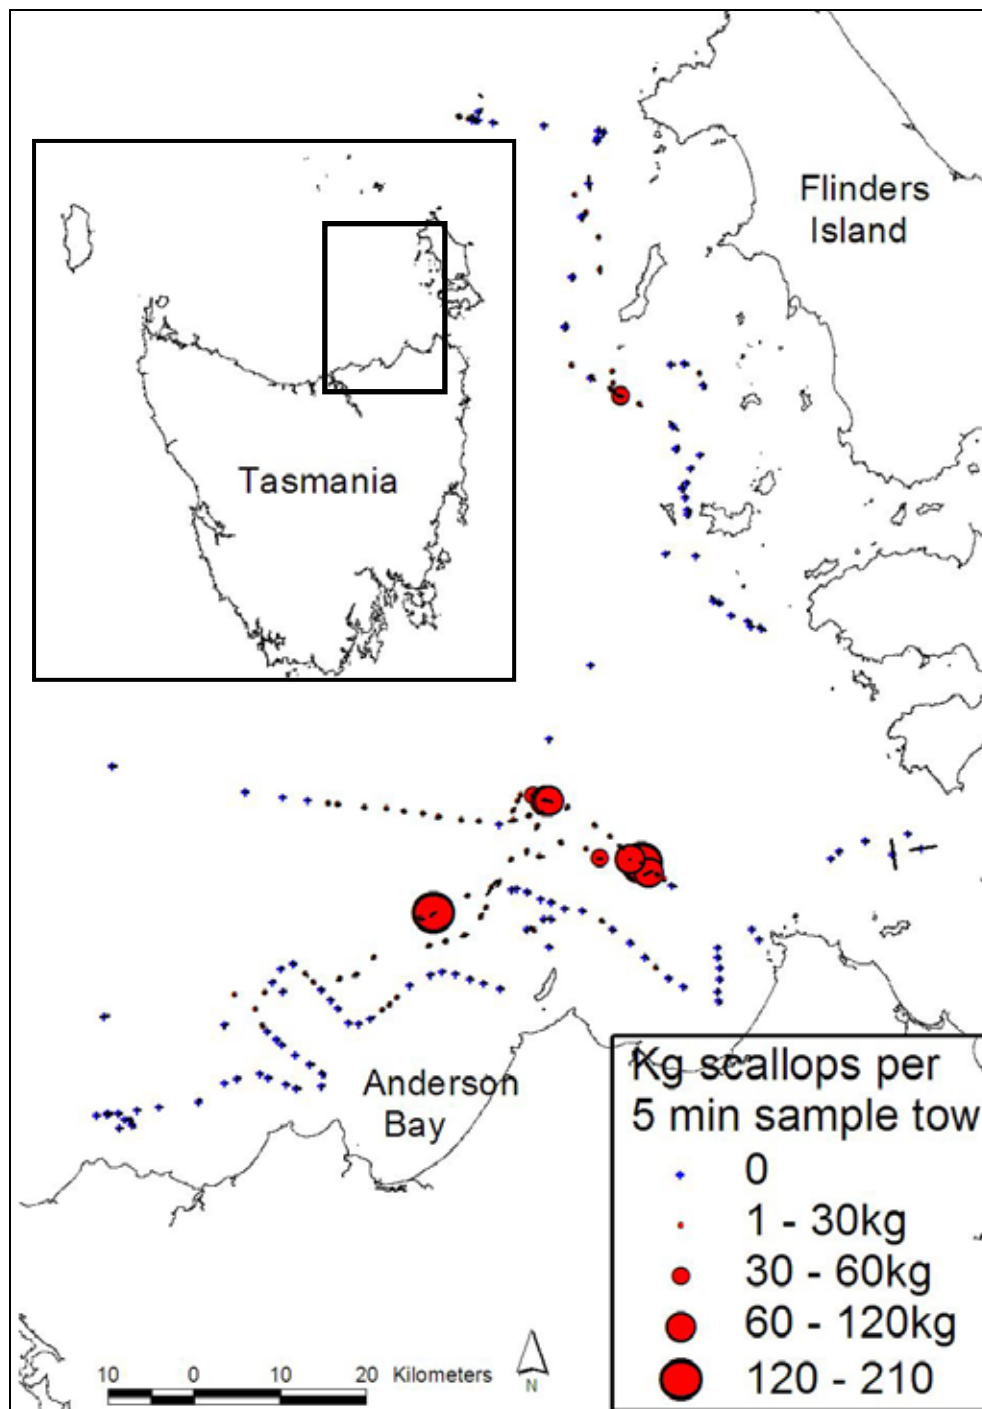 Flinders
Island
Tasmania
Anderson
Bay
Kg scallops per
5 min sample tow
0
1 - 30kg
30 - 60kg
60 - 120kg
120 - 210
10 0 10 20 Kilometers
N